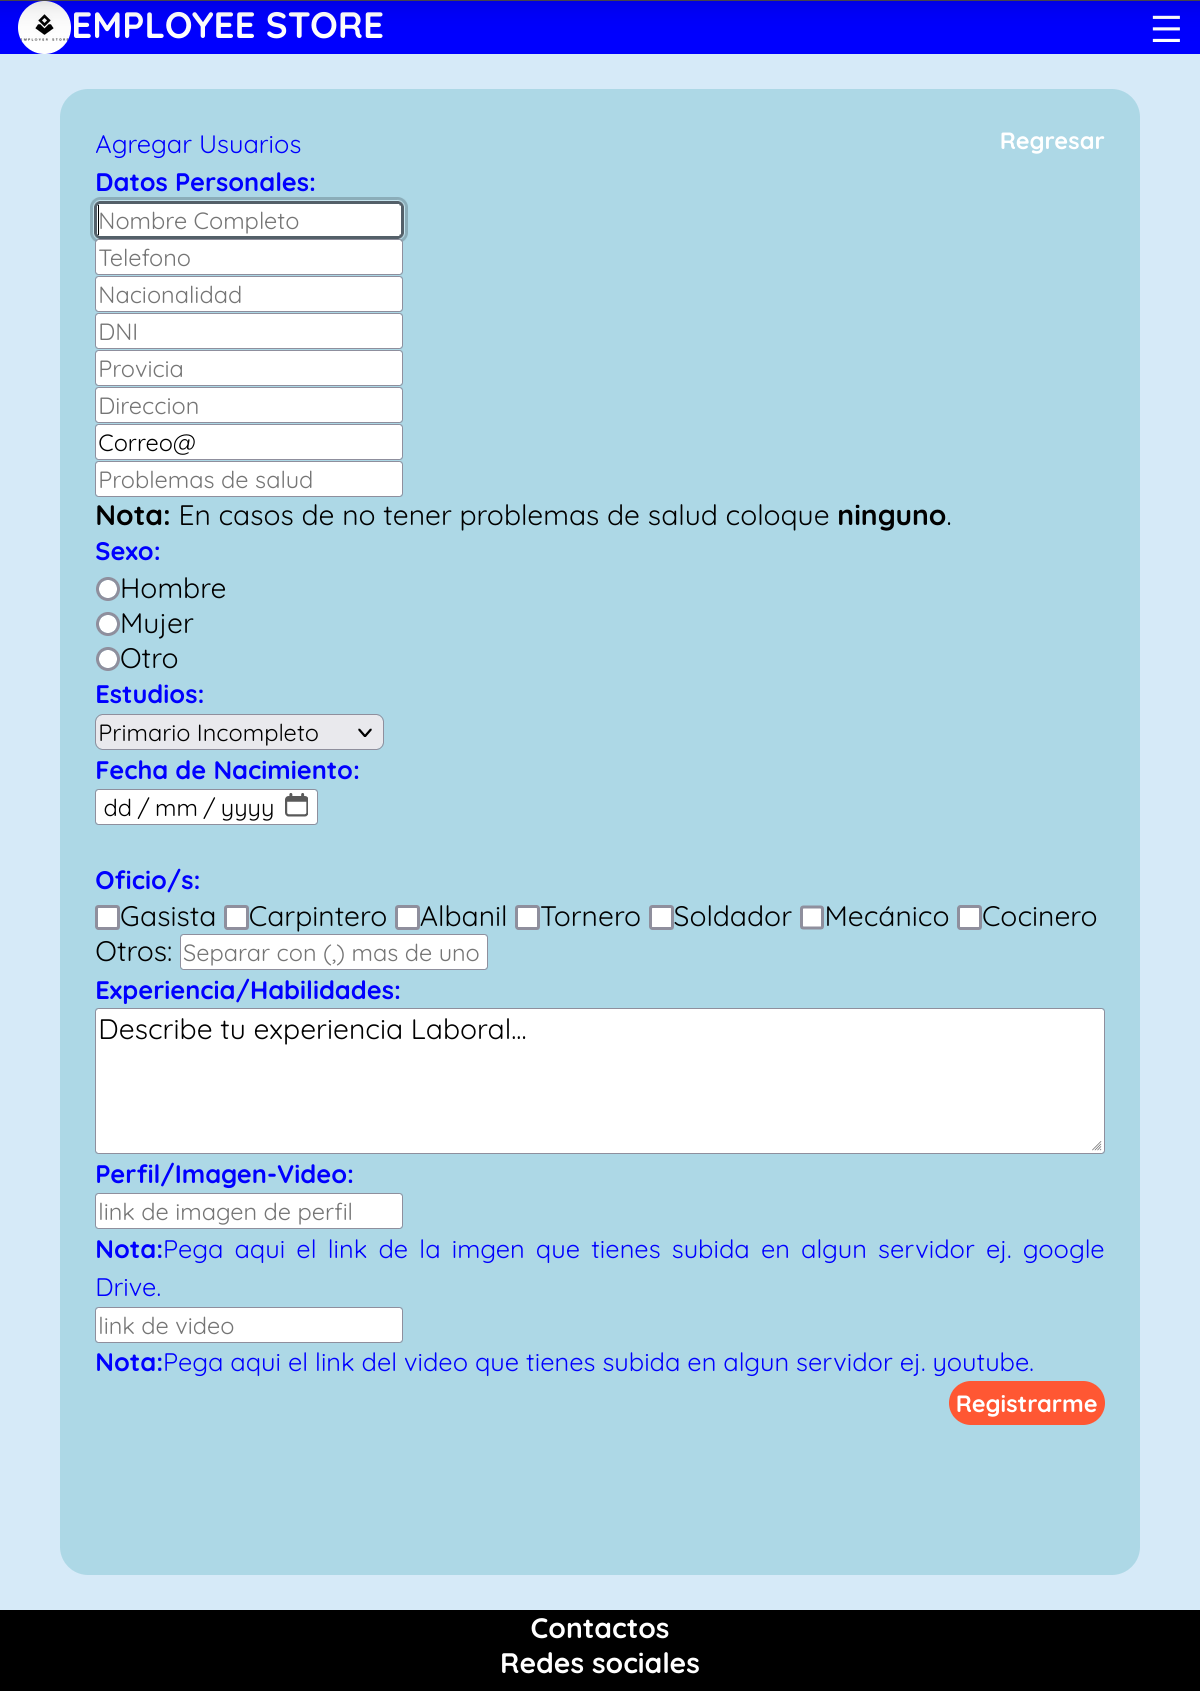 EMPLOYEE STORE
Agregar Usuarios
Regresar
Datos Personales:
Nombre Completo
Telefono
Nacionalidad
DNI
Provicia
Direccion
Correo@
Problemas de salud
Nota: En casos de no tener problemas de salud coloque ninguno.
Sexo:
Hombre
Mujer
Otro
Estudios:
Primario Incompleto
Fecha de Nacimiento:
dd / mm / yyyy
Oficio/s:
Gasista Carpintero Albanil Tornero Soldador Mecánico Cocinero
Otros: Separar con (,) mas de uno
Experiencia/Habilidades:
Describe tu experiencia Laboral...
Perfil/Imagen-Video:
link de imagen de perfil
Nota:Pega aqui el link de la imgen que tienes subida en algun servidor ej. google
Drive.
link de video
Nota:Pega aqui el link del video que tienes subida en algun servidor ej. youtube.
Registrarme
Contactos
Redes sociales